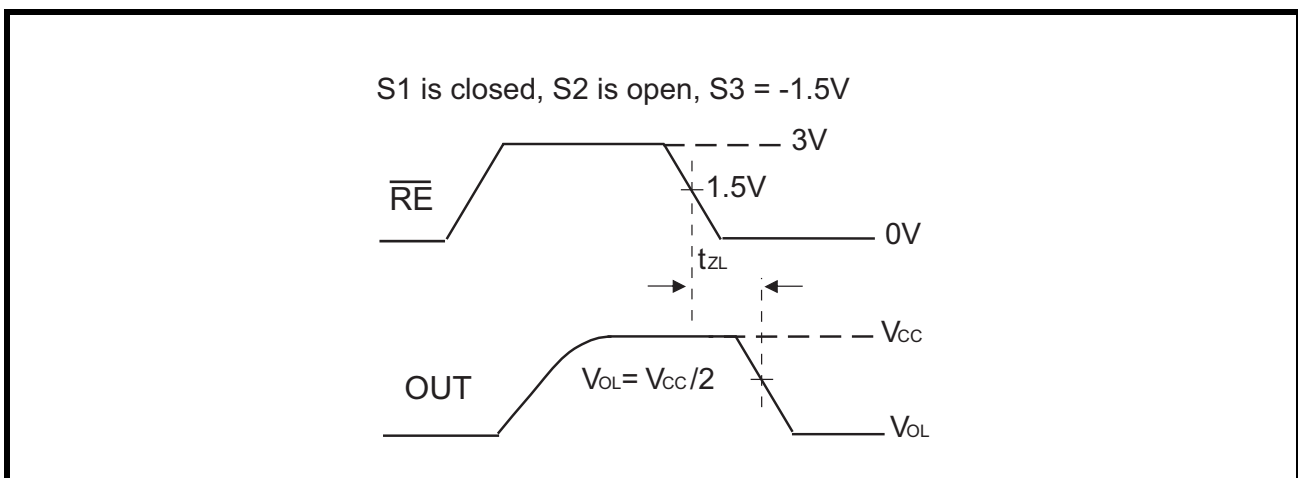 S1 is closed, S2 is open, S3 = -1.5V
3V
1.5V
RE
0V
tZL
VCC
VOL= VCC/2
OUT
VOL